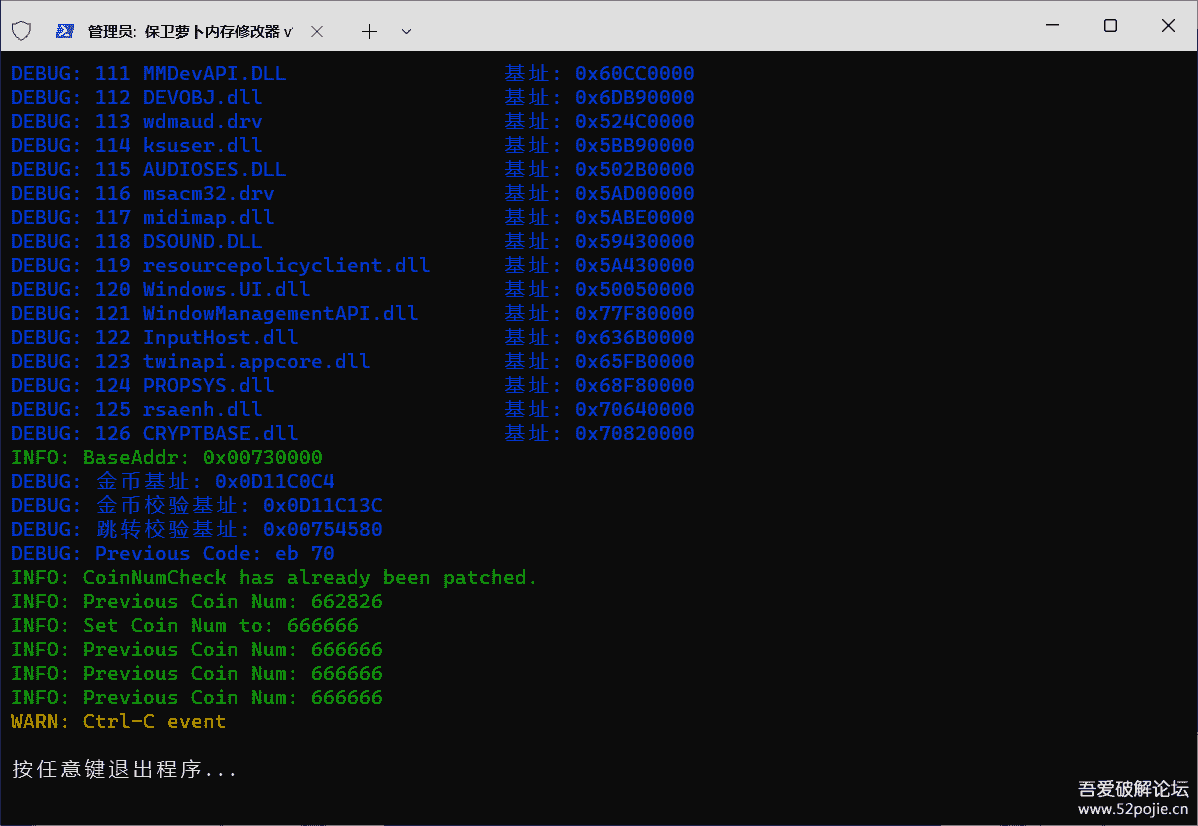 管理员: 保卫萝卜内存修改器 v
DEBUG: 111 MMDevAPI.DLL 基址: 0x60CC0000
DEBUG: 112 DEVOBJ.dll 基址: 0x6DB90000
DEBUG: 113 wdmaud.drv 基址: 0x524C0000
DEBUG: 114 ksuser.dll 基址: 0x5BB90000
DEBUG: 115 AUDIOSES.DLL 基址: 0x502B0000
DEBUG: 116 msacm32.drv 基址: 0x5AD00000
DEBUG: 117 midimap.dll 基址: 0x5ABE0000
DEBUG: 118 DSOUND.DLL 基址: 0x59430000
DEBUG: 119 resourcepolicyclient.dll 基址: 0x5A430000
DEBUG: 120 Windows.UI.dll 基址: 0x50050000
DEBUG: 121 WindowManagementAPI.dll 基址: 0x77F80000
DEBUG: 122 InputHost.dll 基址: 0x636B0000
DEBUG: 123 twinapi.appcore.dll 基址: 0x65FB0000
DEBUG: 124 PROPSYS.dll 基址: 0x68F80000
DEBUG: 125 rsaenh.dll 基址: 0x70640000
DEBUG: 126 CRYPTBASE.dll 基址: 0x70820000
INFO: BaseAddr: 0x00730000
DEBUG: 金币基址: 0x0D11C0C4
DEBUG: 金币校验基址: 0x0D11C13C
DEBUG: 跳转校验基址: 0x00754580
DEBUG: Previous Code: eb 70
INFO: CoinNumCheck has already been patched.
INFO: Previous Coin Num: 662826
INFO: Set Coin Num to: 666666
INFO: Previous Coin Num: 666666
INFO: Previous Coin Num: 666666
INFO: Previous Coin Num: 666666
WARN: Ctrl-C event
按任意键退出程序...
吾爱破解论坛
www.52pojie.cn